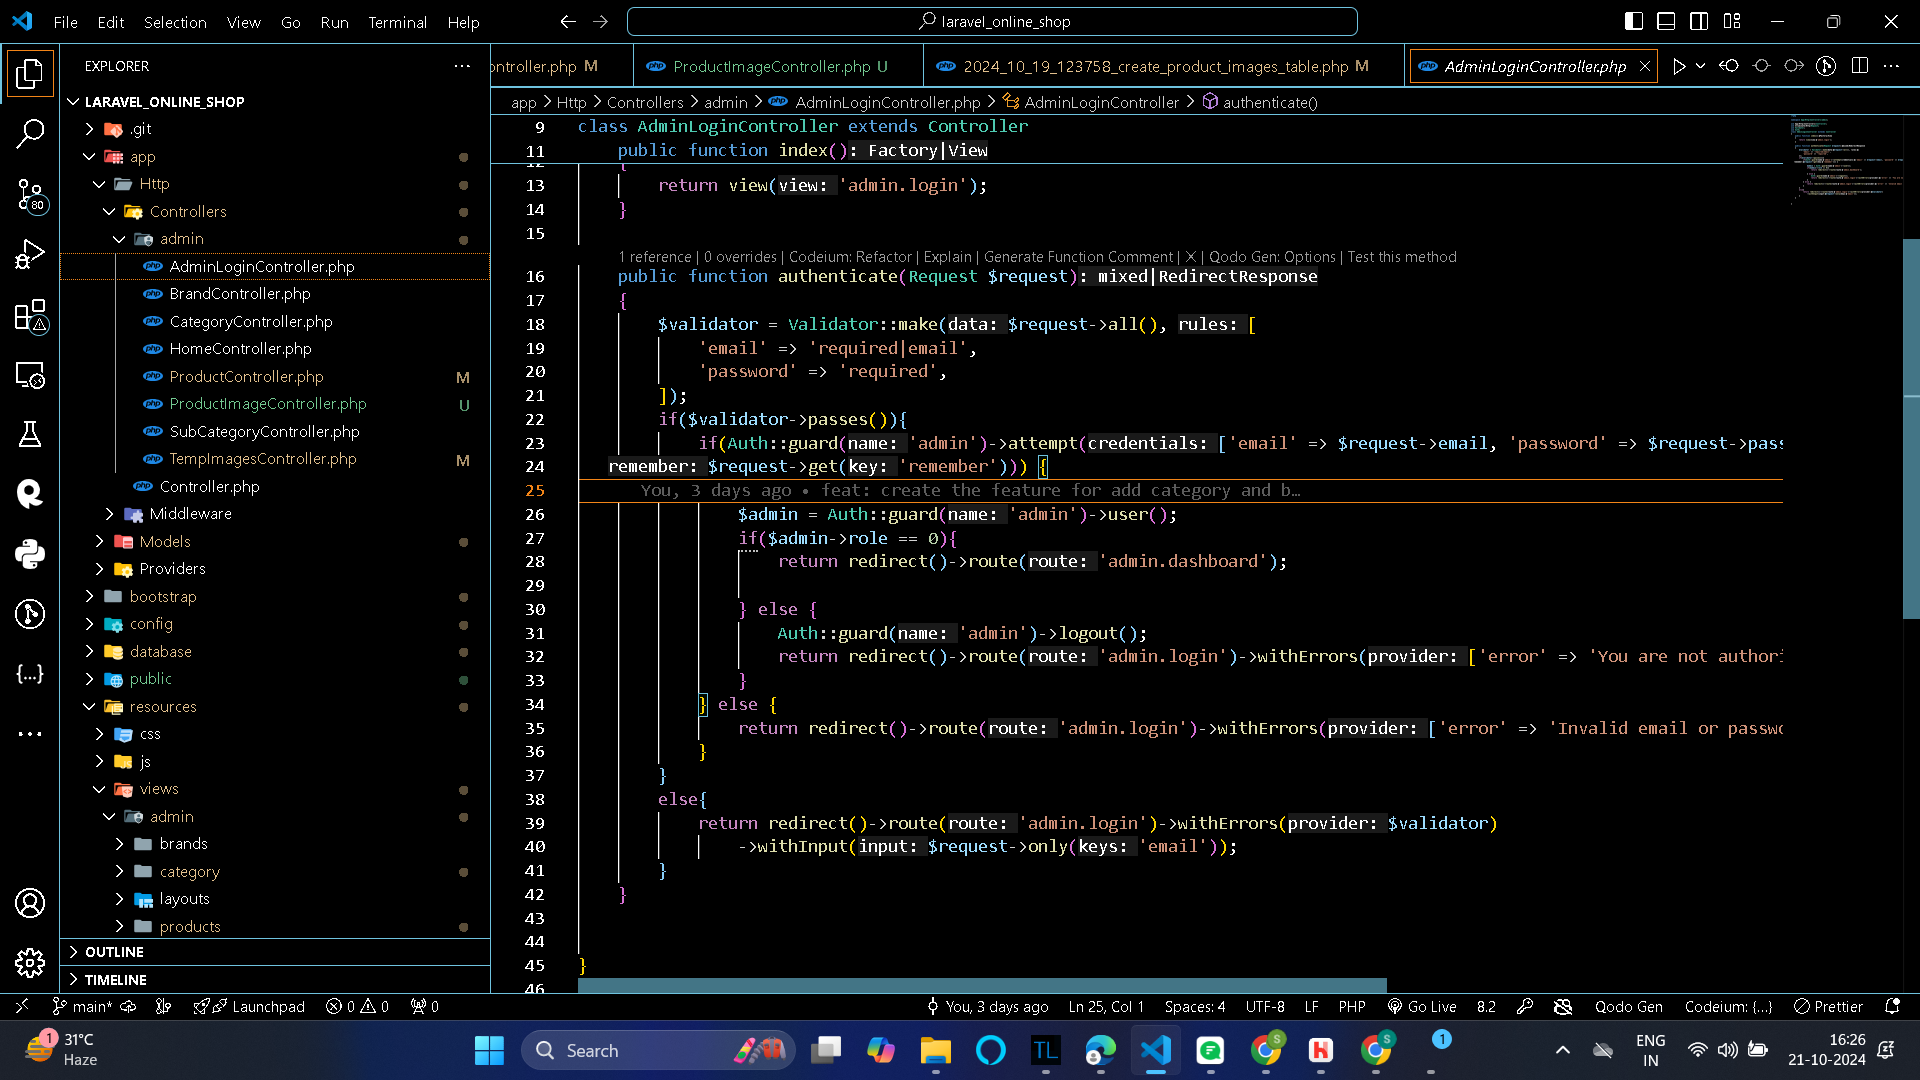 File Edit Selection View Go Run Terminal Help
laravel_online_shop
EXPLORER
LARAVEL_ONLINE_SHOP
.git
app
Http
Controllers
admin
AdminLoginController.php
BrandController.php
CategoryController.php
HomeController.php
ProductController.php M
ProductImageController.php U
SubCategoryController.php
TempImagesController.php M
Controller.php
Middleware
Models
Providers
bootstrap
config
database
public
resources
css
js
views
admin
brands
category
layouts
products
OUTLINE
TIMELINE
80
ontroller.php M
php ProductImageController.php U
php 2024_10_19_123758_create_product_images_table.php M
php AdminLoginController.php
app > Http > Controllers > admin > php AdminLoginController.php > AdminLoginController > authenticate()
9 class AdminLoginController extends Controller
11 public function index(): Factory|View
{
13 return view(view: 'admin.login');
14 }
15
1 reference | 0 overrides | Codeium: Refactor | Explain | Generate Function Comment | X | Qodo Gen: Options | Test this method
16 public function authenticate(Request $request): mixed|RedirectResponse
17 {
18 $validator = Validator::make(data: $request->all(), rules: [
19 'email' => 'required|email',
20 'password' => 'required',
21 ]);
22 if($validator->passes()){
23 if(Auth::guard(name: 'admin')->attempt(credentials: ['email' => $request->email, 'password' => $request->pass
24 remember: $request->get(key: 'remember'))) {
25 You, 3 days ago • feat: create the feature for add category and b…
26 $admin = Auth::guard(name: 'admin')->user();
27 if($admin->role == 0){
28 return redirect()->route(route: 'admin.dashboard');
29
30 } else {
31 Auth::guard(name: 'admin')->logout();
32 return redirect()->route(route: 'admin.login')->withErrors(provider: ['error' => 'You are not authori
33 }
34 } else {
35 return redirect()->route(route: 'admin.login')->withErrors(provider: ['error' => 'Invalid email or passwo
36 }
37 }
38 else{
39 return redirect()->route(route: 'admin.login')->withErrors(provider: $validator)
40 ->withInput(input: $request->only(keys: 'email'));
41 }
42 }
43
44
45 }
46
main* Launchpad 0 0 0 You, 3 days ago Ln 25, Col 1 Spaces: 4 UTF-8 LF PHP Go Live 8.2 Qodo Gen Codeium: {...} Prettier
1 31°C
Haze
Search
TL
S
H
S
1
ENG
IN
16:26
21-10-2024